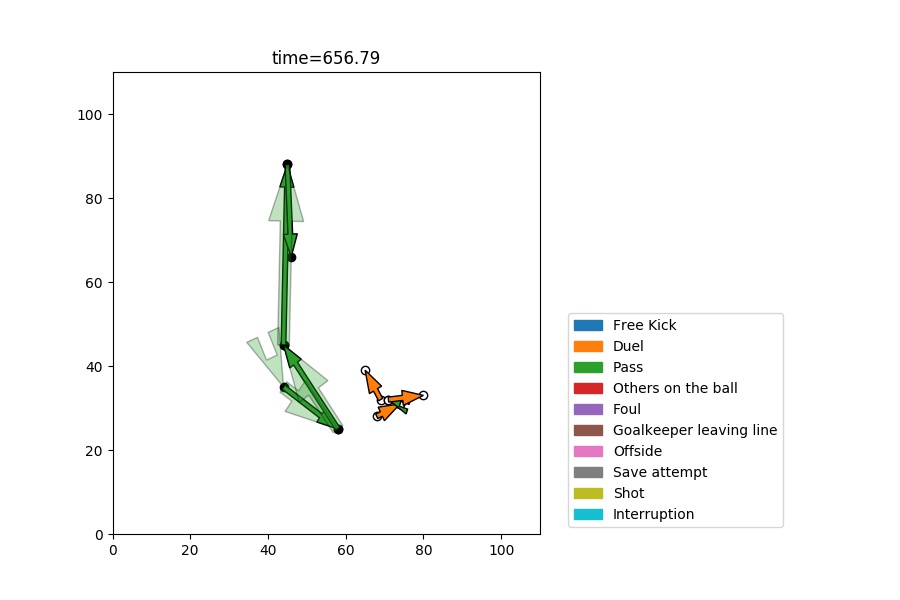 time=656.79
100
80
60
40
20
0
0 20 40 60 80 100
Free Kick
Duel
Pass
Others on the ball
Foul
Goalkeeper leaving line
Offside
Save attempt
Shot
Interruption